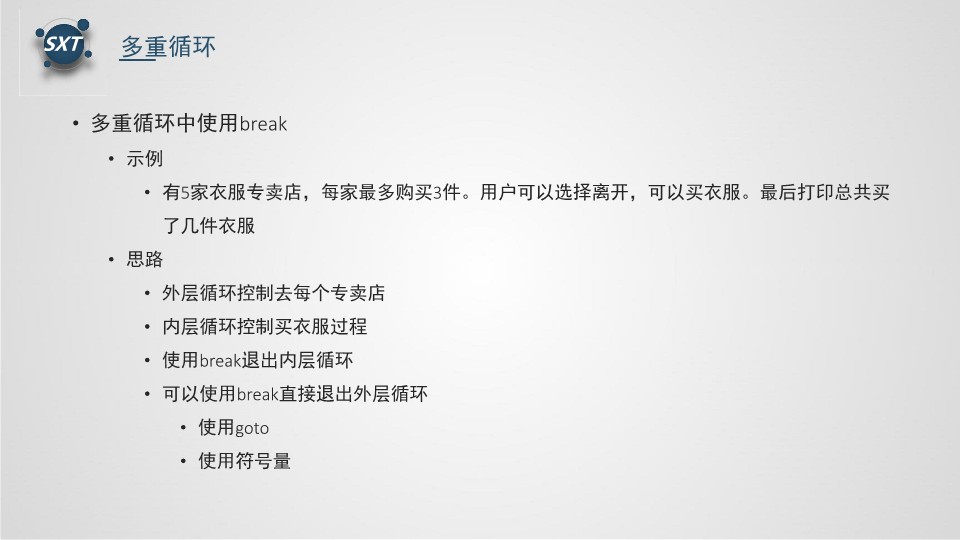 SXT
多重循环
• 多重循环中使用break
• 示例
• 有5家衣服专卖店，每家最多购买3件。用户可以选择离开，可以买衣服。最后打印总共买
了几件衣服
• 思路
• 外层循环控制去每个专卖店
• 内层循环控制买衣服过程
• 使用break退出内层循环
• 可以使用break直接退出外层循环
• 使用goto
• 使用符号量